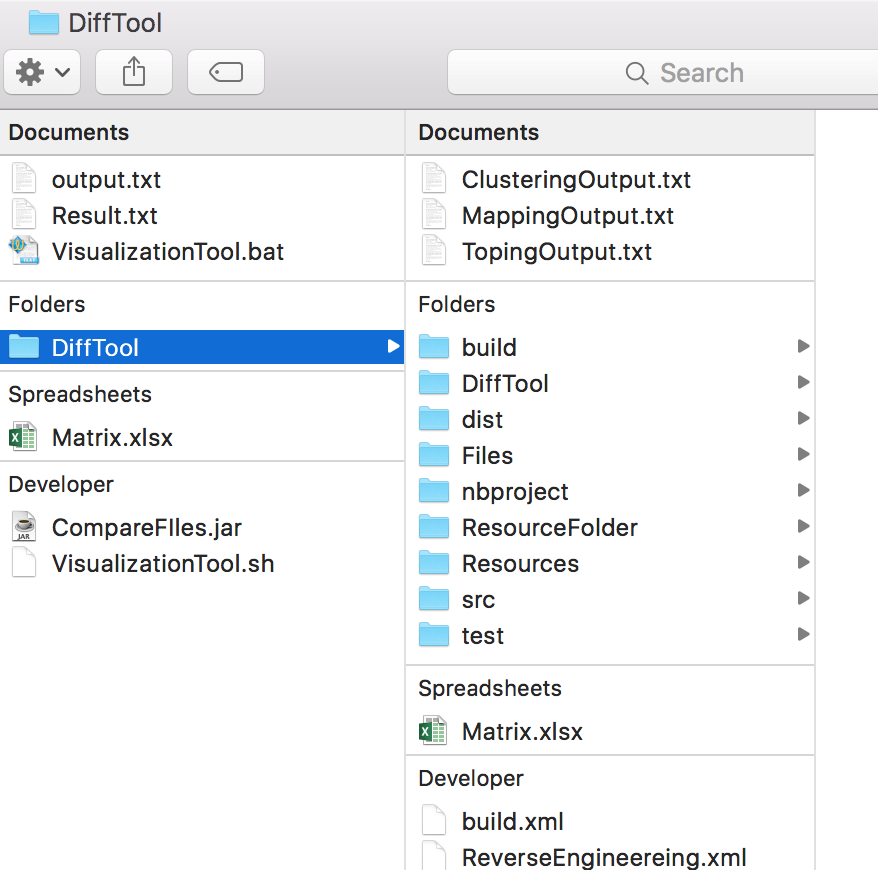 DiffTool
Search
Documents
output.txt
Result.txt
VisualizationTool.bat
Folders
DiffTool
Spreadsheets
Matrix.xlsx
Developer
JAR
CompareFIles.jar
VisualizationTool.sh
Documents
ClusteringOutput.txt
MappingOutput.txt
TopingOutput.txt
Folders
build
DiffTool
dist
Files
nbproject
ResourceFolder
Resources
src
test
Spreadsheets
Matrix.xlsx
Developer
build.xml
ReverseEngineereing.xml